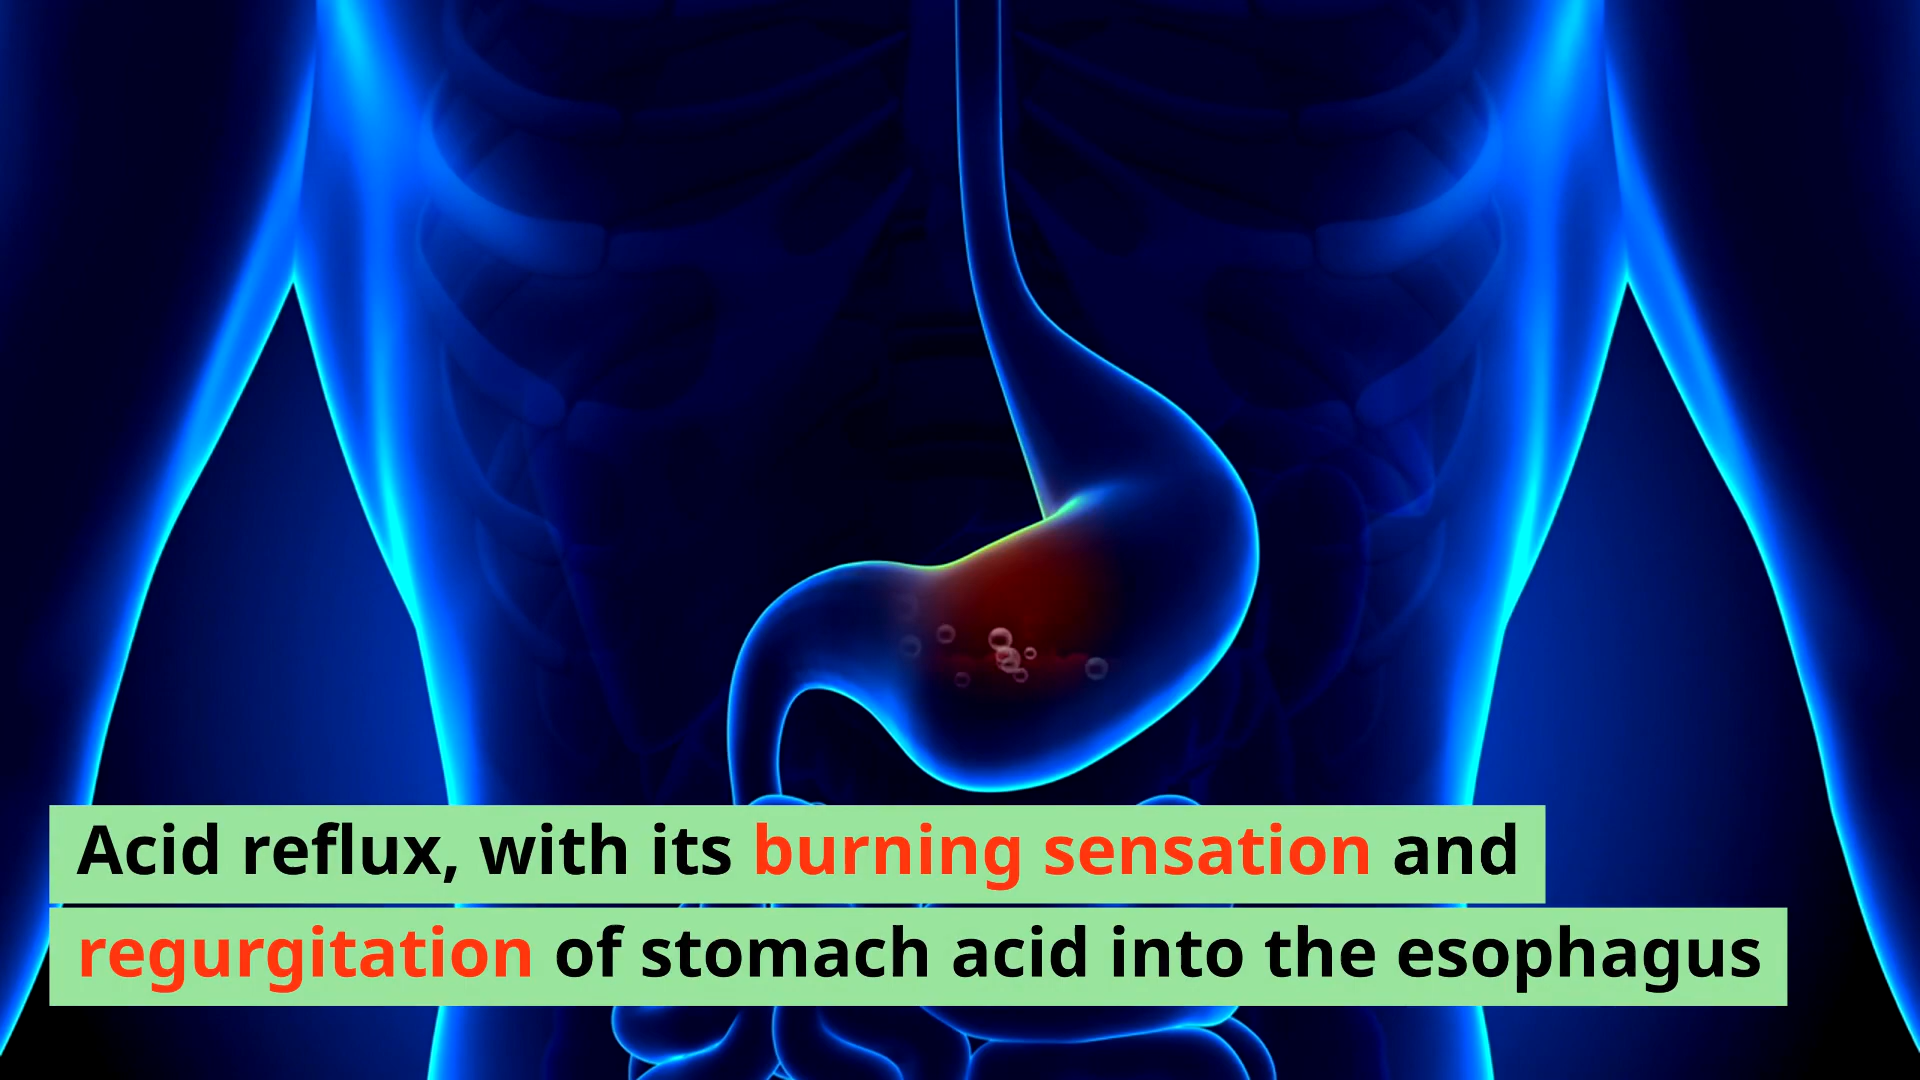 Acid reflux, with its burning sensation and
regurgitation of stomach acid into the esophagus